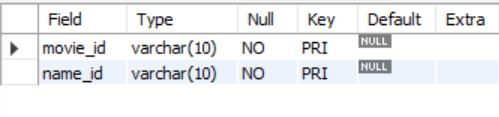 Field Type Null Key Default Extra
movie_id varchar(10) NO PRI NULL
name_id varchar(10) NO PRI NULL